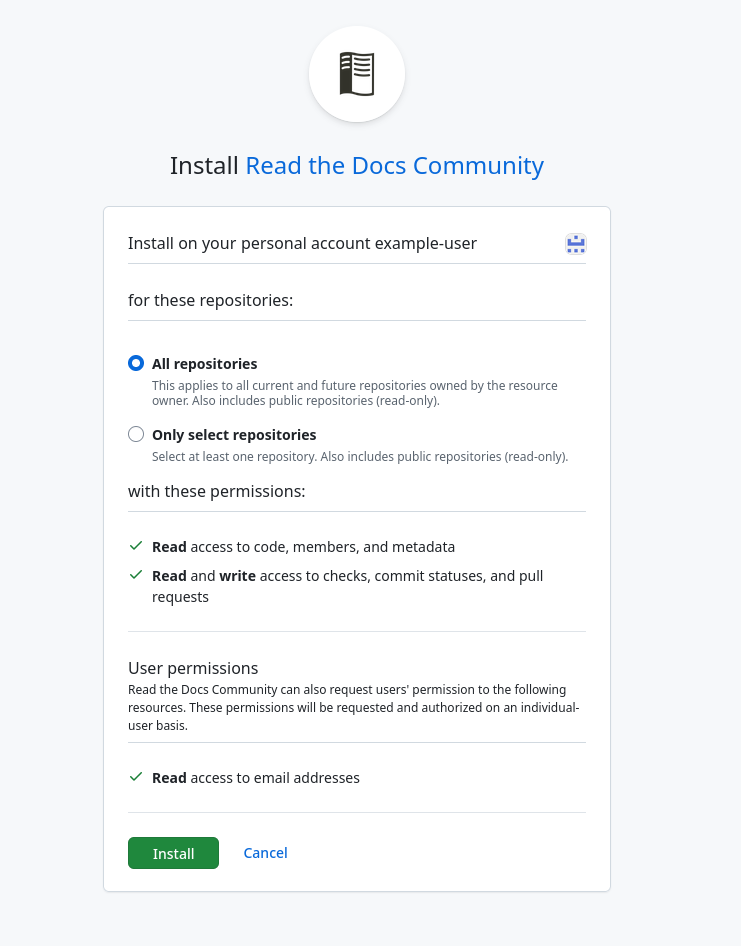 Install Read the Docs Community
Install on your personal account example-user
for these repositories:
All repositories
This applies to all current and future repositories owned by the resource
owner. Also includes public repositories (read-only).
Only select repositories
Select at least one repository. Also includes public repositories (read-only).
with these permissions:
Read access to code, members, and metadata
Read and write access to checks, commit statuses, and pull
requests
User permissions
Read the Docs Community can also request users' permission to the following
resources. These permissions will be requested and authorized on an individual-
user basis.
Read access to email addresses
Install Cancel